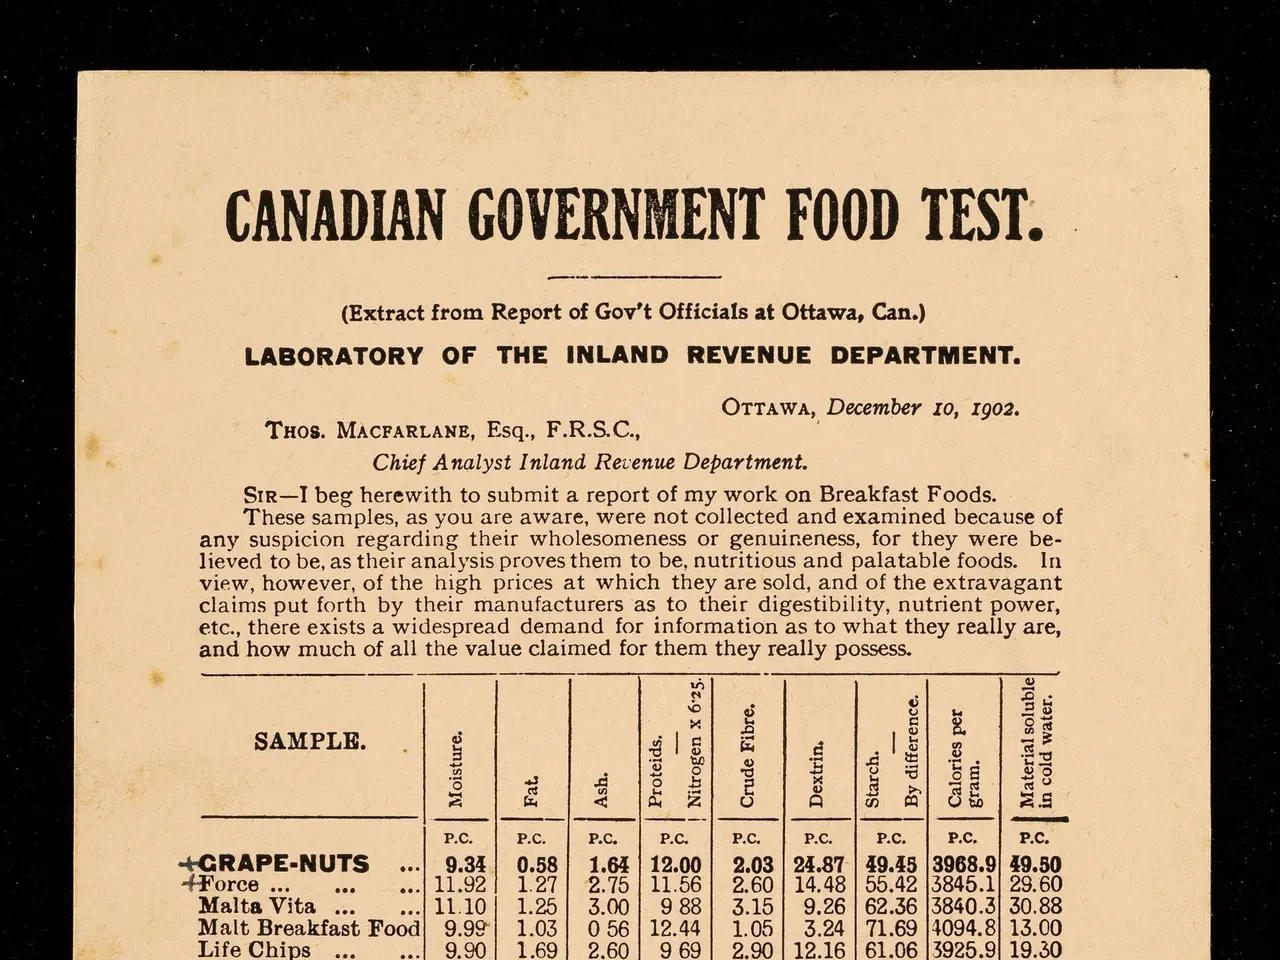 CANADIAN GOVERNMENT FOOD TEST.
(Extract from Report of Gov't Officials at Ottawa, Can.)
LABORATORY OF THE INLAND REVENUE DEPARTMENT.
OTTAWA, December 10, 1902.
THOS. MACFARLANE, Esq., F.R.S.C.,
Chief Analyst Inland Revenue Department.
SIR—I beg herewith to submit a report of my work on Breakfast Foods.
These samples, as you are aware, were not collected and examined because of
any suspicion regarding their wholesomeness or genuineness, for they were be-
lieved to be, as their analysis proves them to be, nutritious and palatable foods. In
view, however, of the high prices at which they are sold, and of the extravagant
claims put forth by their manufacturers as to their digestibility, nutrient power,
etc., there exists a widespread demand for information as to what they really are,
and how much of all the value claimed for them they really possess.
SAMPLE.
Moisture.
Fat.
Ash.
Proteids.
—
Nitrogen x 6·25.
Crude Fibre.
Dextrin.
Starch.
—
By difference.
Calories per
gram.
Material soluble
in cold water.
P.C. P.C. P.C. P.C. P.C. P.C. P.C. P.C. P.C.
GRAPE-NUTS ... 9.34 0.58 1.64 12.00 2.03 24.87 49.45 3968.9 49.50
Force ... ... ... 11.92 1.27 2.75 11.56 2.60 14.48 55.42 3845.1 29.60
Malta Vita ... ... 11.10 1.25 3.00 9 88 3.15 9.26 62.36 3840.3 30.88
Malt Breakfast Food 9.99 1.03 0 56 12.44 1.05 3.24 71.69 4094.8 13.00
Life Chips ... ... 9.90 1.69 2.60 9 69 2.90 12.16 61.06 3925.9 19.30